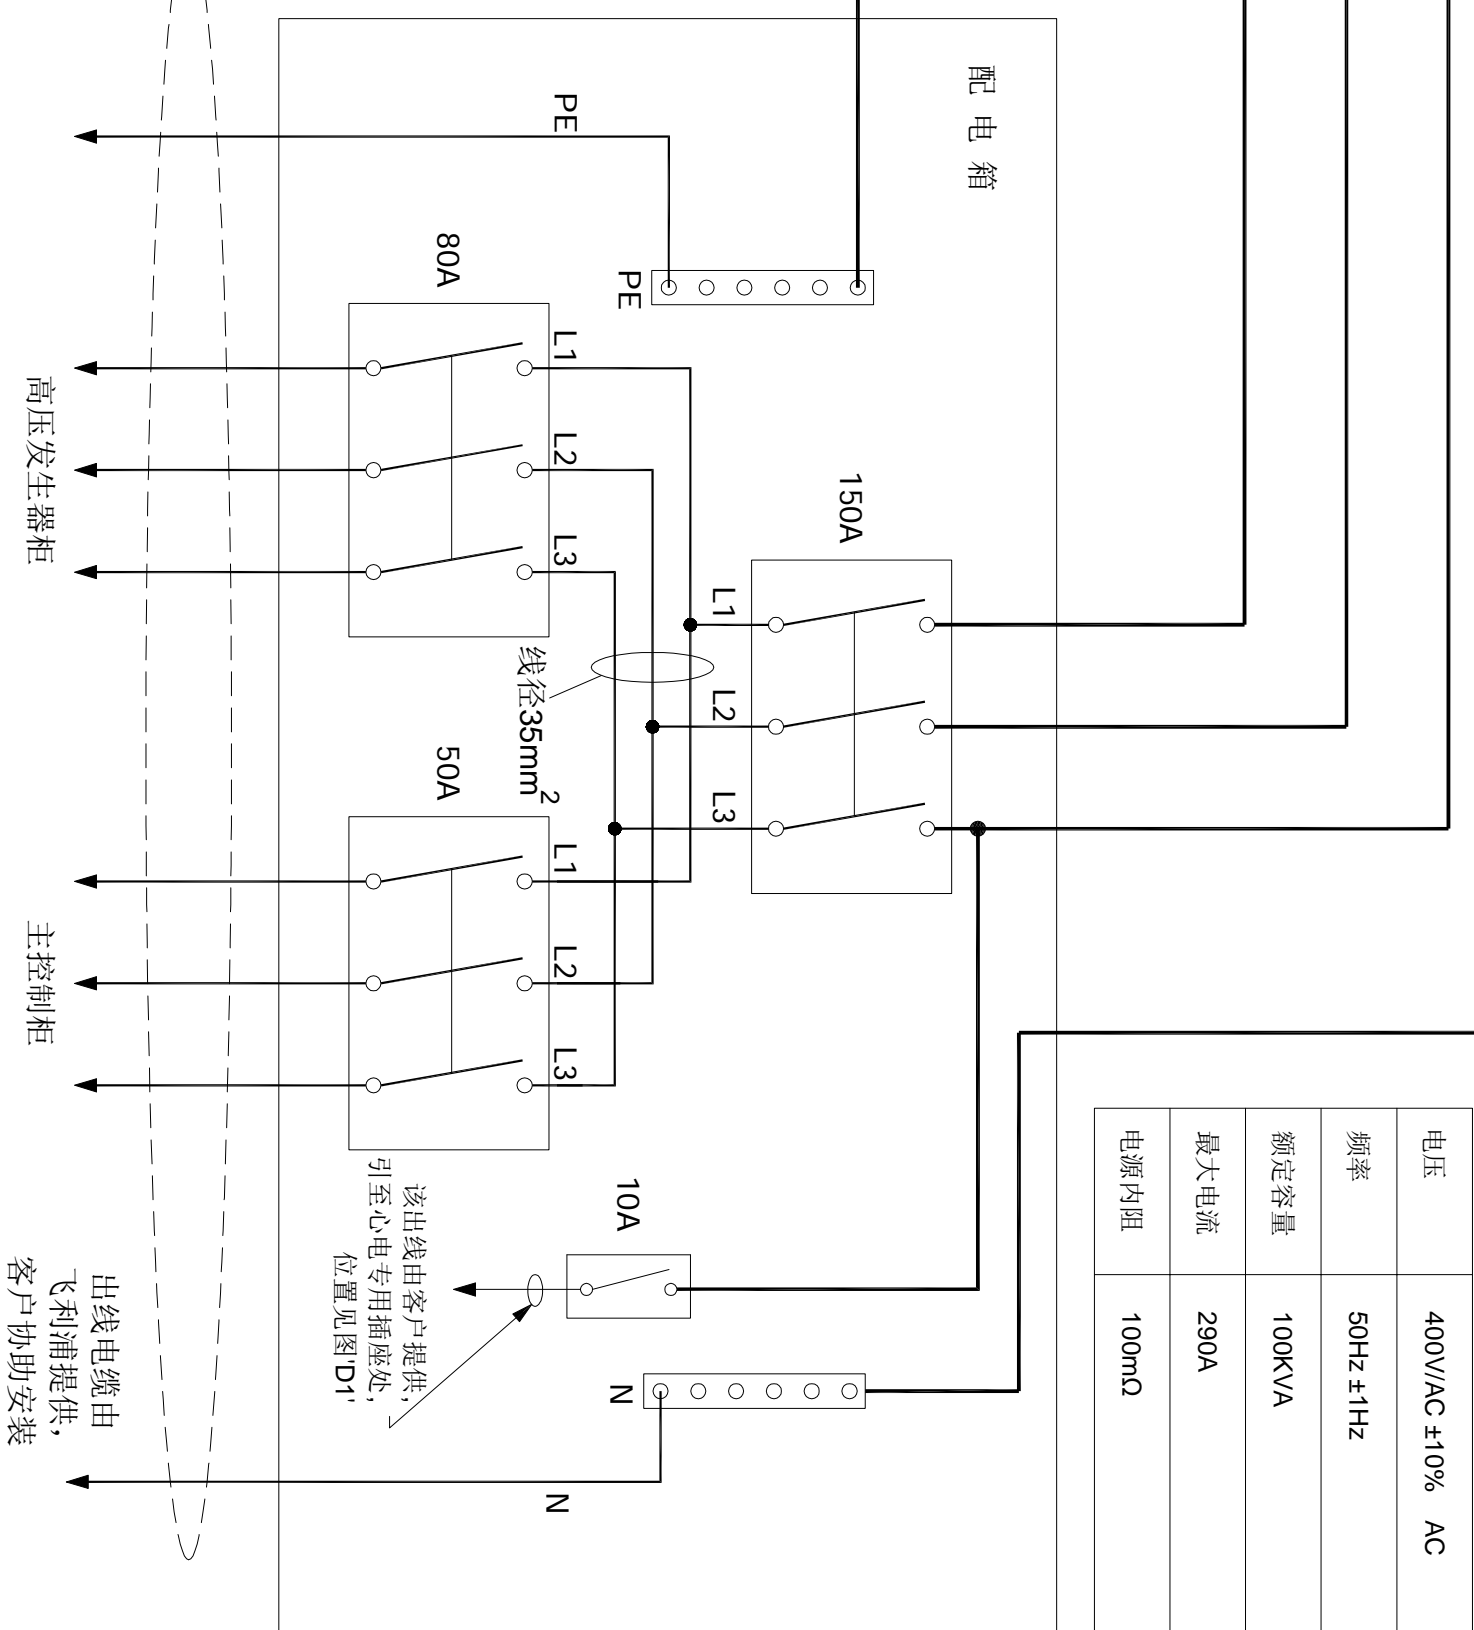 配电箱
电压 400V/AC ±10% AC
频率 50Hz ±1Hz
额定容量 100KVA
最大电流 290A
电源内阻 100mΩ
PE
PE
150A
L1
L2
L3
80A
L1
L2
L3
线径35mm²
50A
L1
L2
L3
10A
N
N
该出线由客户提供,
引至心电专用插座处,
位置见图'D1'
高压发生器柜
主控制柜
出线电缆由
飞利浦提供,
客户协助安装